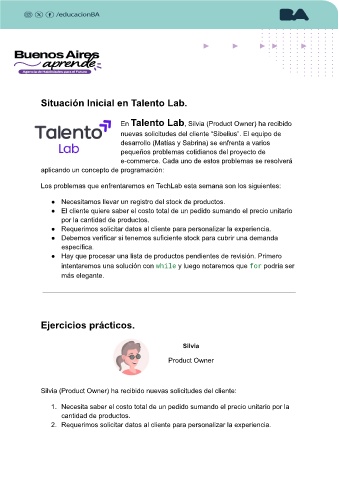 /educacionBA
BA
Buenos Aires
aprende
Agencia de Habilidades para el Futuro
Situación Inicial en Talento Lab.
Talento
Lab
En Talento Lab, Silvia (Product Owner) ha recibido
nuevas solicitudes del cliente "Sibelius". El equipo de
desarrollo (Matías y Sabrina) se enfrenta a varios
pequeños problemas cotidianos del proyecto de
e-commerce. Cada uno de estos problemas se resolverá
aplicando un concepto de programación:
Los problemas que enfrentaremos en TechLab esta semana son los siguientes:
● Necesitamos llevar un registro del stock de productos.
● El cliente quiere saber el costo total de un pedido sumando el precio unitario
por la cantidad de productos.
● Requerimos solicitar datos al cliente para personalizar la experiencia.
● Debemos verificar si tenemos suficiente stock para cubrir una demanda
específica.
● Hay que procesar una lista de productos pendientes de revisión. Primero
intentaremos una solución con while y luego notaremos que for podría ser
más elegante.
Ejercicios prácticos.
Silvia
Product Owner
Silvia (Product Owner) ha recibido nuevas solicitudes del cliente:
1. Necesita saber el costo total de un pedido sumando el precio unitario por la
cantidad de productos.
2. Requerimos solicitar datos al cliente para personalizar la experiencia.